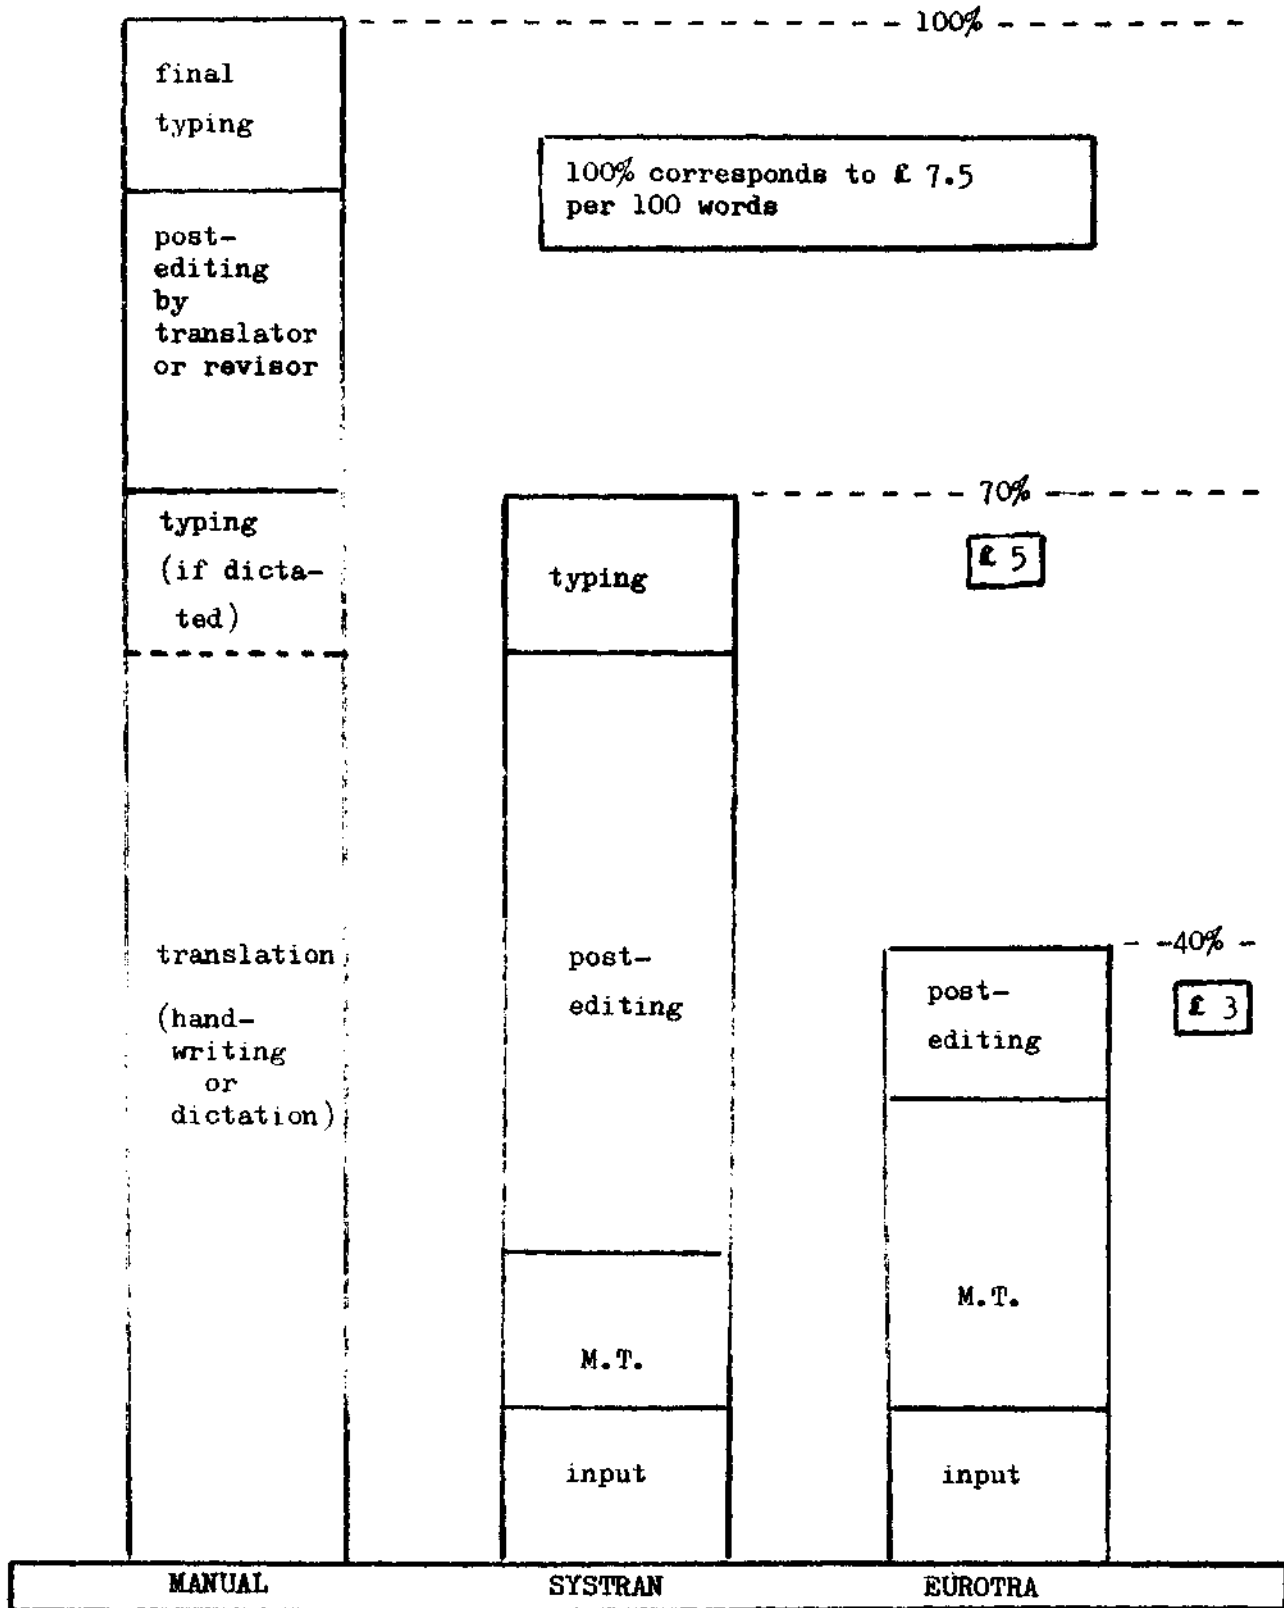 100%
final
typing
100% corresponds to £ 7.5
per 100 words
post-
editing
by
translator
or revisor
70%
typing
(if dicta-
ted)
typing
£ 5
40%
translation
(hand-
writing
or
dictation)
post-
editing
post-
editing
£ 3
M.T.
M.T.
input
input
MANUAL
SYSTRAN
EUROTRA